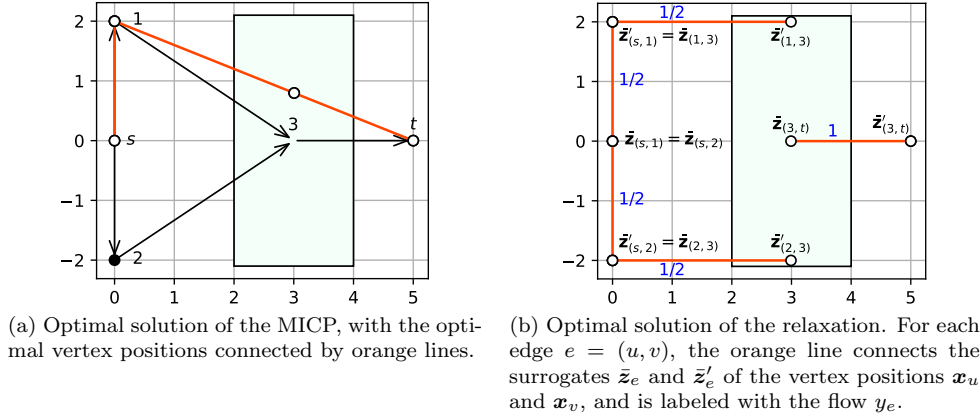 2
1
0
−1
−2
0
1
2
3
4
5
1
s
2
3
t
(a) Optimal solution of the MICP, with the opti-
mal vertex positions connected by orange lines.
2
1
0
−1
−2
0
1
2
3
4
5
1/2
z̄′(s, 1) = z̄(1, 3)
z̄′(1, 3)
1/2
z̄(s, 1) = z̄(s, 2)
z̄(3, t)
1
z̄′(3, t)
1/2
z̄′(s, 2) = z̄(2, 3)
z̄′(2, 3)
1/2
(b) Optimal solution of the relaxation. For each
edge e = (u, v), the orange line connects the
surrogates z̄e and z̄′e of the vertex positions xu
and xv, and is labeled with the flow ye.